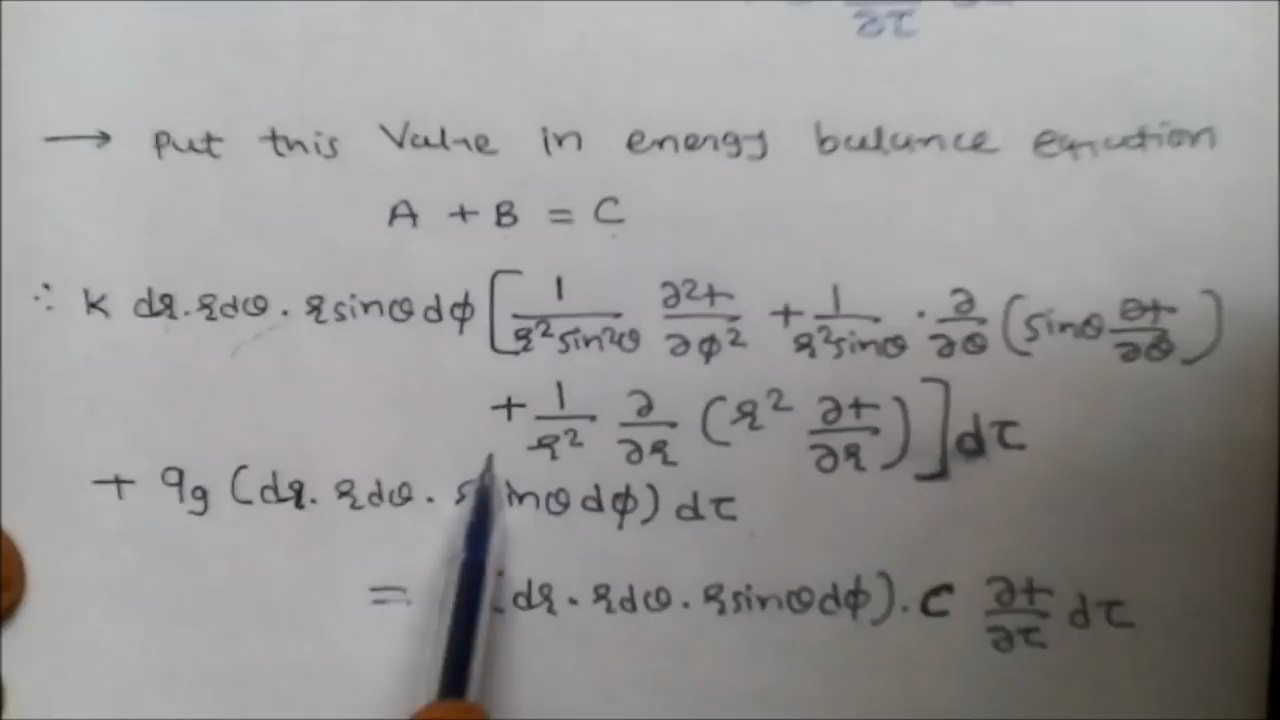 ∂τ
→ Put this Value in energy balance equation
A + B = C
∴ k dr.rdθ.rsinθdϕ[1/r²sin²θ ∂²t/∂ϕ² + 1/r²sinθ · ∂/∂θ (sinθ ∂t/∂θ)
+ 1/r² ∂/∂r (r² ∂t/∂r)]dτ
+ qg (dr. rdθ. inθdϕ) dτ
= dr. rdθ. rsinθdϕ). C ∂t/∂τ dτ